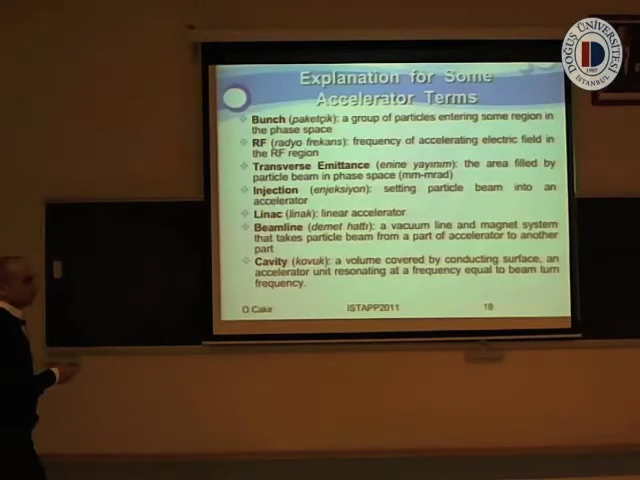 Explanation for Some
Accelerator Terms
Bunch (paketçik): a group of particles entering some region in
the phase space
RF (radyo frekans): frequency of accelerating electric field in
the RF region
Transverse Emittance (enine yayınım): the area filled by
particle beam in phase space (mm-mrad)
Injection (enjeksiyon): setting particle beam into an
accelerator
Linac (linak): linear accelerator
Beamline (demet hattı): a vacuum line and magnet system
that takes particle beam from a part of accelerator to another
part
Cavity (kovuk): a volume covered by conducting surface, an
accelerator unit resonating at a frequency equal to beam turn
frequency.
O.Cakir ISTAPP2011 18
DOĞUŞ ÜNİVERSİTESİ
1997
İSTANBUL